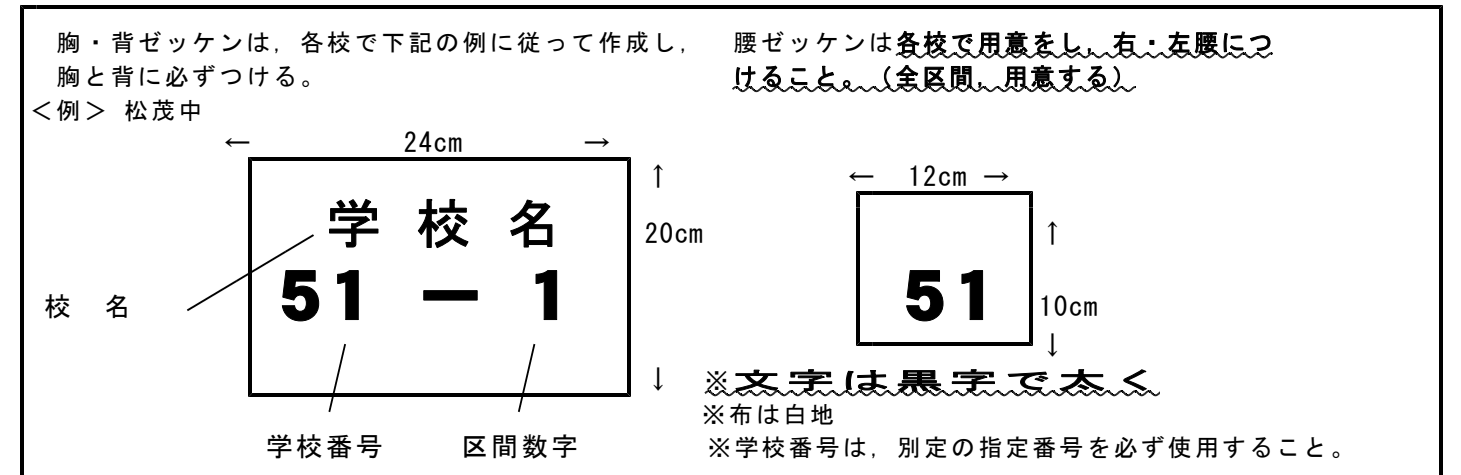 胸・背ゼッケンは，各校で下記の例に従って作成し，
胸と背に必ずつける。
＜例＞ 松茂中
腰ゼッケンは各校で用意をし，右・左腰につ
けること。（全区間，用意する）
← 24cm →
学 校 名
51 － 1
↑
20cm
↓
校 名
学校番号 区間数字
← 12cm →
51
↑
10cm
↓
※文字は黒字で太く
※布は白地
※学校番号は，別定の指定番号を必ず使用すること。